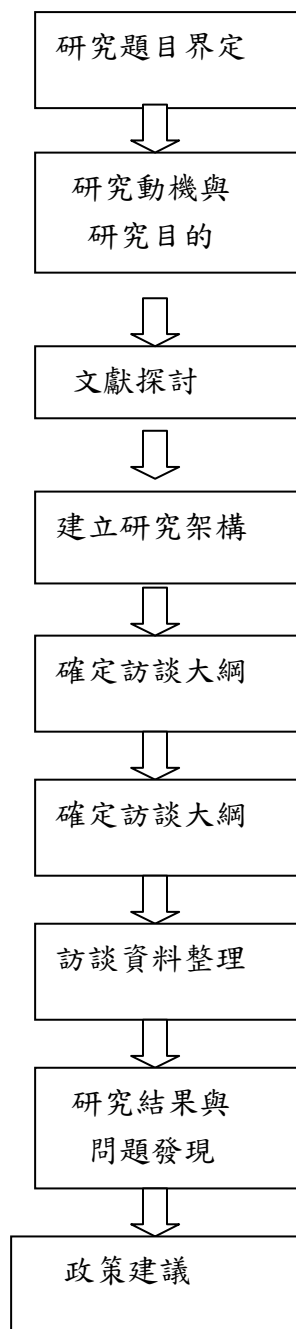 研究題目界定
研究動機與
研究目的
文獻探討
建立研究架構
確定訪談大綱
確定訪談大綱
訪談資料整理
研究結果與
問題發現
政策建議